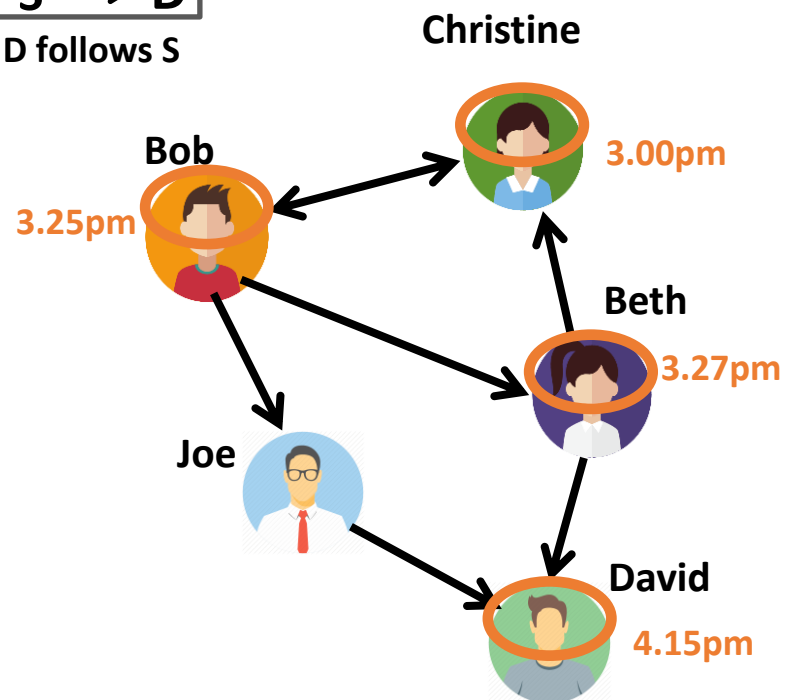 D follows S
Christine
Bob
3.00pm
3.25pm
Beth
3.27pm
Joe
David
4.15pm